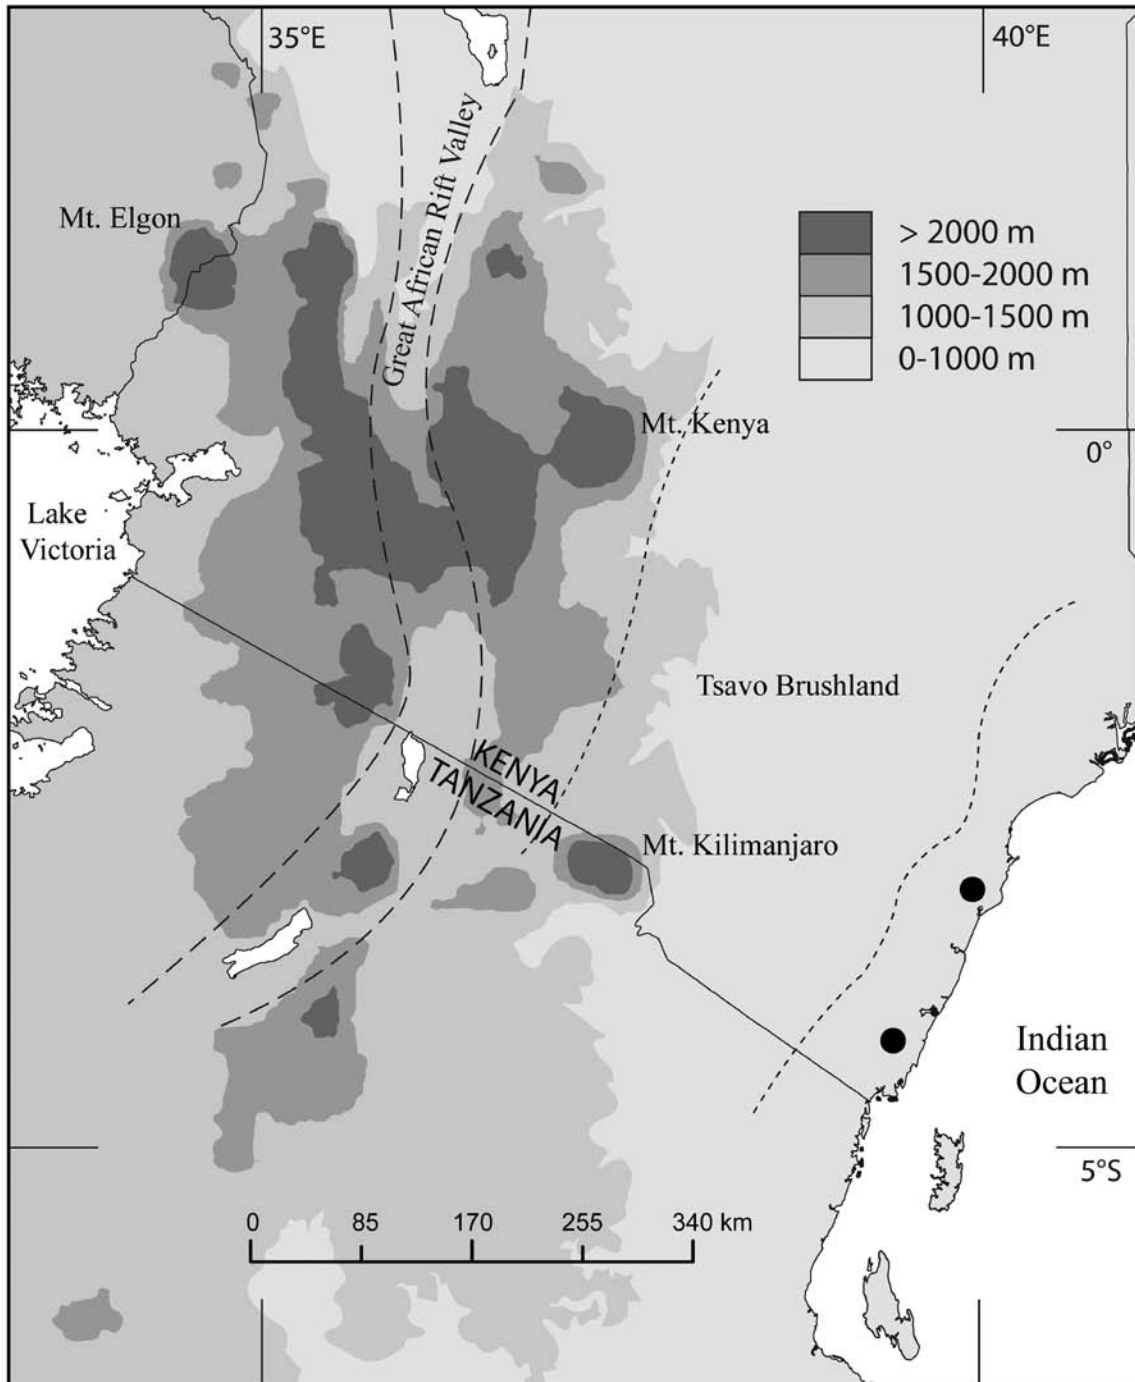 35°E
40°E
Great African Rift Valley
Mt. Elgon
> 2000 m
1500-2000 m
1000-1500 m
0-1000 m
Mt. Kenya
0°
Lake
Victoria
Tsavo Brushland
KENYA
TANZANIA
Mt. Kilimanjaro
Indian
Ocean
5°S
0 85 170 255 340 km